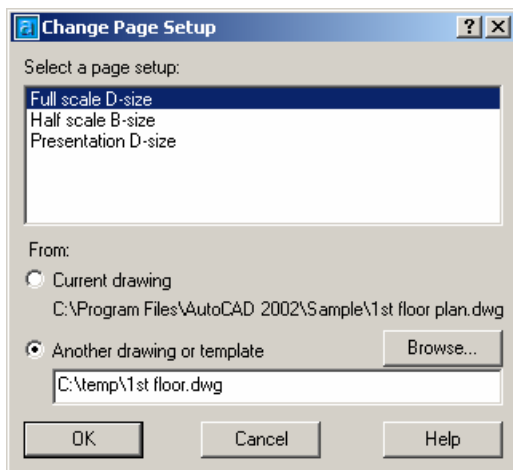 Change Page Setup
Select a page setup:
Full scale D-size
Half scale B-size
Presentation D-size
From:
Current drawing
C:\Program Files\AutoCAD 2002\Sample\1st floor plan.dwg
Another drawing or template
Browse...
C:\temp\1st floor.dwg
OK Cancel Help